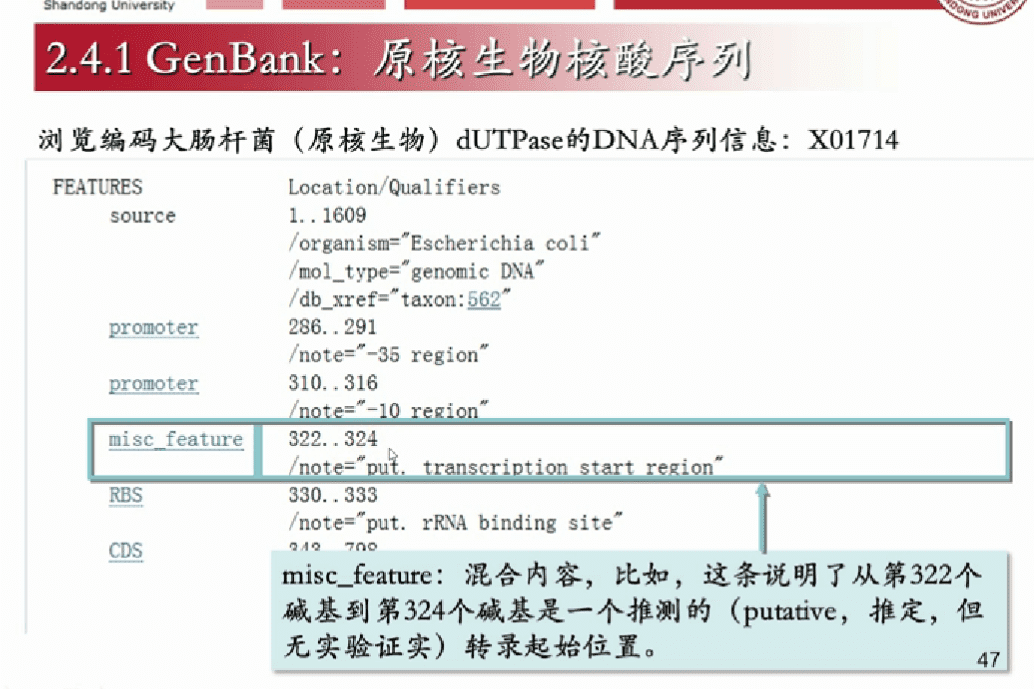 Shandong University
2.4.1 GenBank：原核生物核酸序列
浏览编码大肠杆菌（原核生物）dUTPase的DNA序列信息：X01714
FEATURES Location/Qualifiers
source 1..1609
/organism="Escherichia coli"
/mol_type="genomic DNA"
/db_xref="taxon:562"
promoter 286..291
/note="-35 region"
promoter 310..316
/note="-10 region"
misc_feature 322..324
/note="put. transcription start region"
RBS 330..333
/note="put. rRNA binding site"
CDS 343..798
misc_feature：混合内容，比如，这条说明了从第322个
碱基到第324个碱基是一个推测的（putative，推定，但
无实验证实）转录起始位置。
47